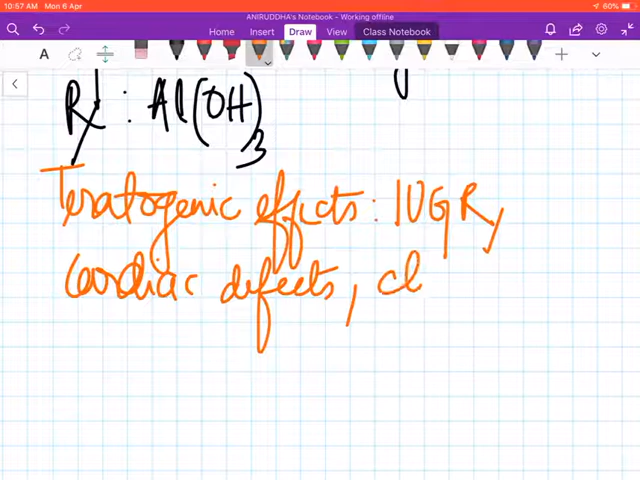 10:57 AM Mon 6 Apr
60%
ANIRUDDHA's Notebook - Working offline
Home Insert Draw View Class Notebook
A
Rx : Al(OH)3
Teratogenic effects: IUGR,
cardiac defects, cl